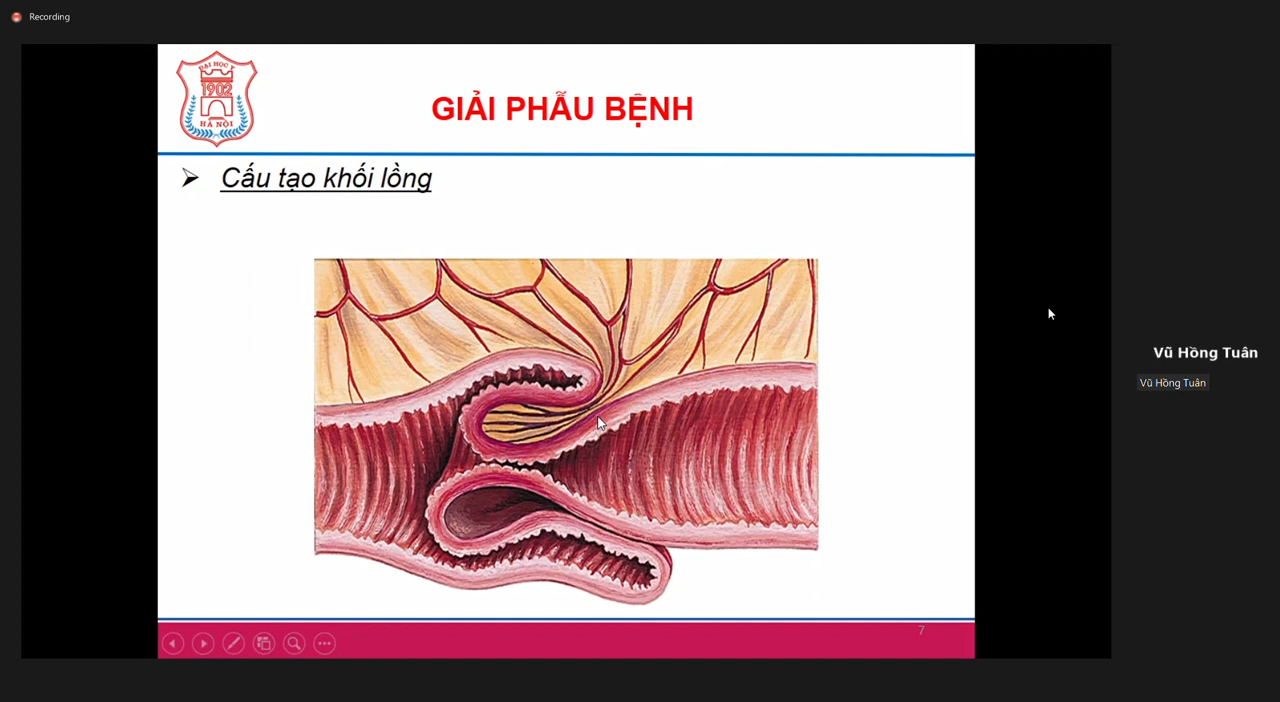 Recording
ĐẠI HỌC Y
1902
HÀ NỘI
GIẢI PHẪU BỆNH
Cấu tạo khối lồng
Vũ Hồng Tuân
Vũ Hồng Tuân
7